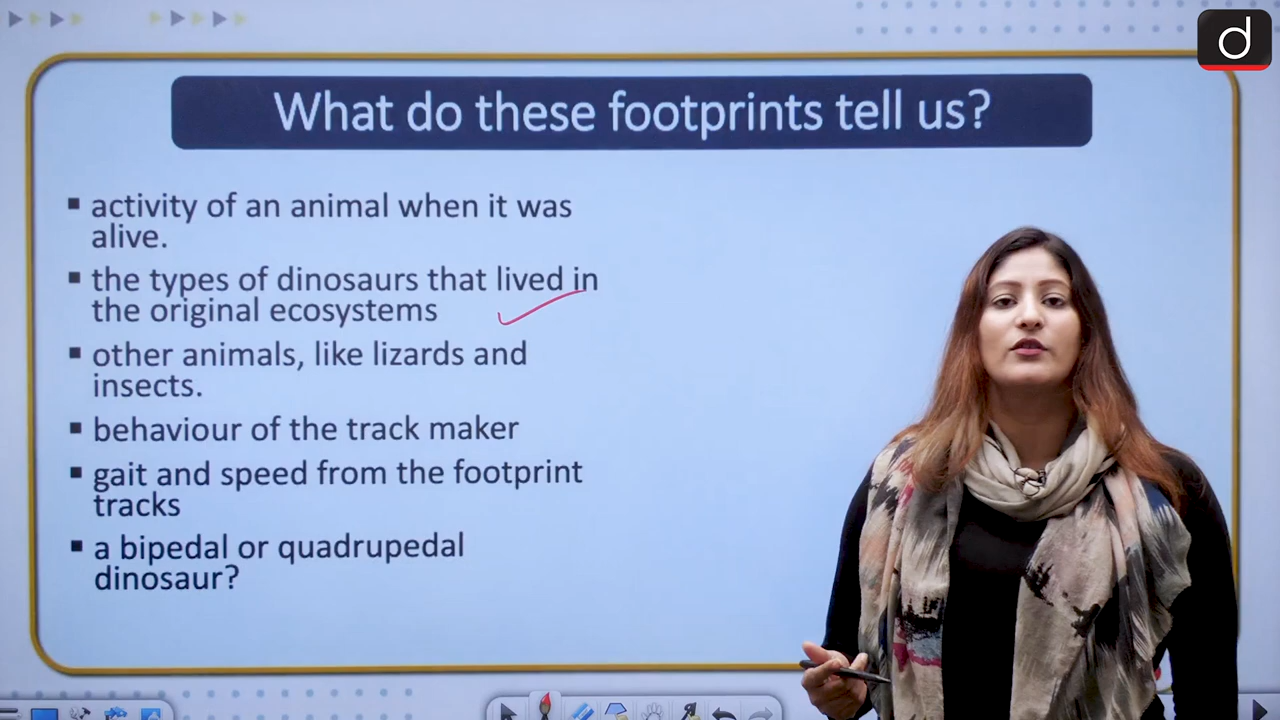 d
What do these footprints tell us?
▪ activity of an animal when it was
alive.
▪ the types of dinosaurs that lived in
the original ecosystems
▪ other animals, like lizards and
insects.
▪ behaviour of the track maker
▪ gait and speed from the footprint
tracks
▪ a bipedal or quadrupedal
dinosaur?